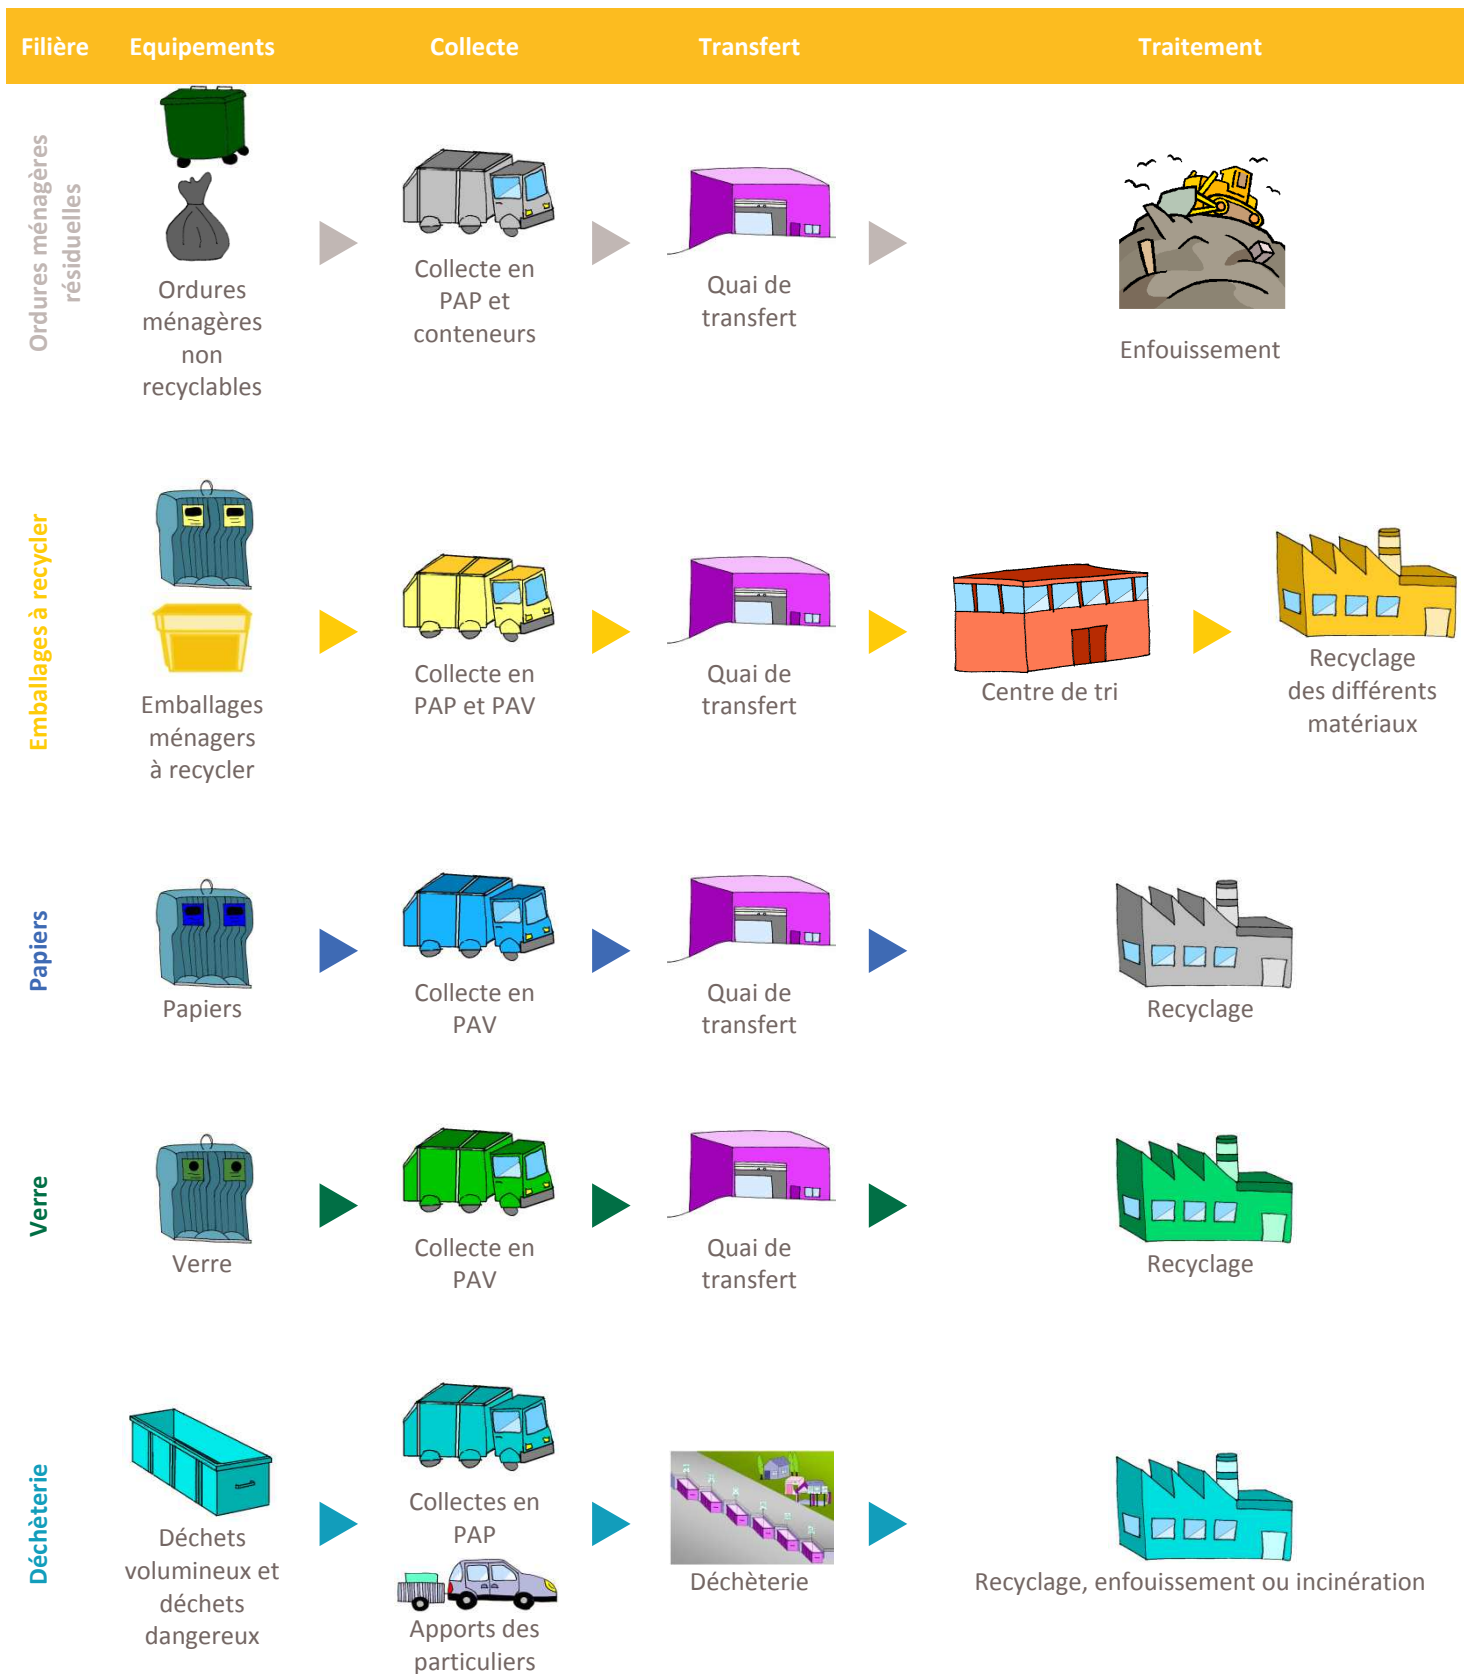 Filière Equipements Collecte Transfert Traitement
Ordures ménagères
résiduelles
Ordures
ménagères
non
recyclables
Collecte en
PAP et
conteneurs
Quai de
transfert
Enfouissement
Emballages à recycler
Emballages
ménagers
à recycler
Collecte en
PAP et PAV
Quai de
transfert
Centre de tri
Recyclage
des différents
matériaux
Papiers
Papiers
Collecte en
PAV
Quai de
transfert
Recyclage
Verre
Verre
Collecte en
PAV
Quai de
transfert
Recyclage
Déchèterie
Déchets
volumineux et
déchets
dangereux
Collectes en
PAP
Apports des
particuliers
Déchèterie
Recyclage, enfouissement ou incinération